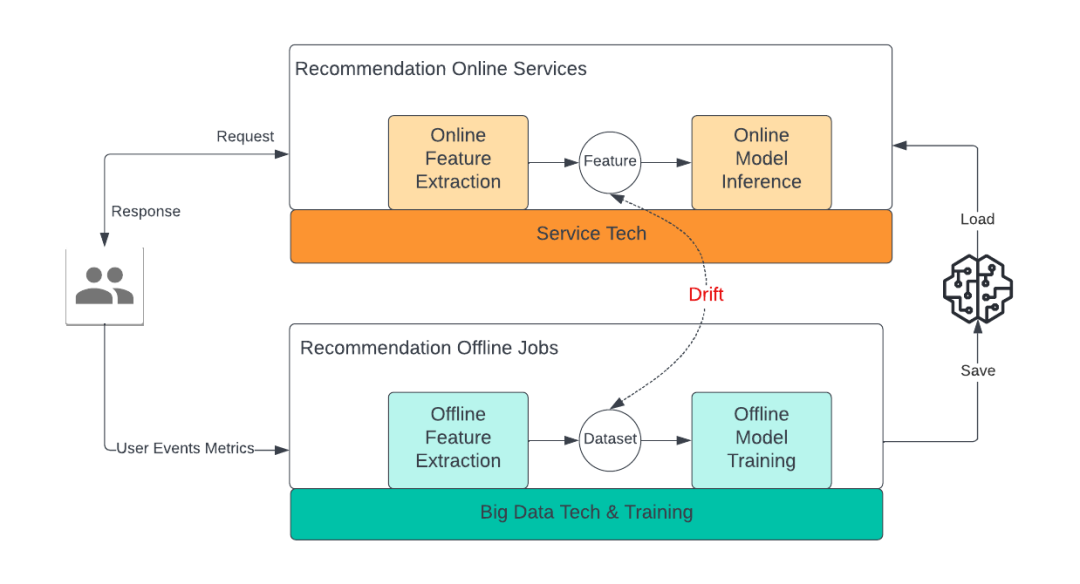 Recommendation Online Services
Request
Online
Feature
Extraction
Feature
Online
Model
Inference
Response
Service Tech
Load
Drift
Recommendation Offline Jobs
Save
Offline
Feature
Extraction
Dataset
Offline
Model
Training
User Events Metrics
Big Data Tech & Training